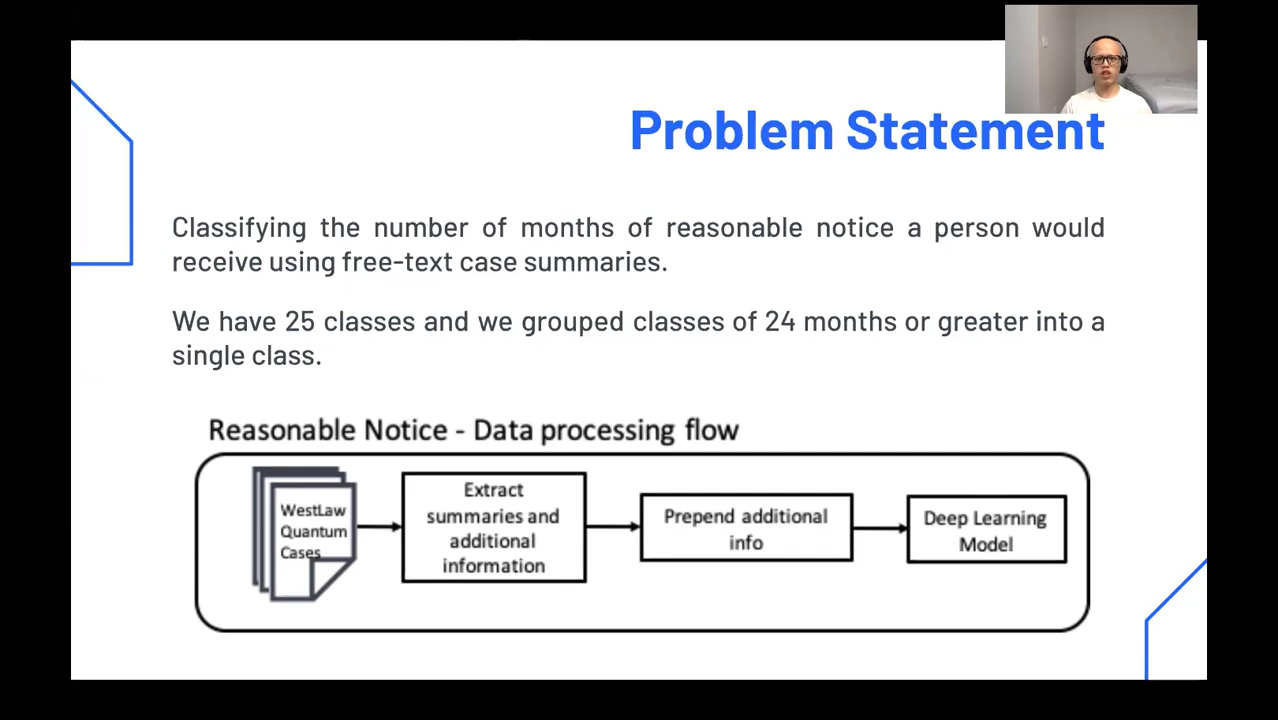 Problem Statement
Classifying the number of months of reasonable notice a person would
receive using free-text case summaries.
We have 25 classes and we grouped classes of 24 months or greater into a
single class.
Reasonable Notice - Data processing flow
WestLaw
Quantum
Cases
Extract
summaries and
additional
information
Prepend additional
info
Deep Learning
Model